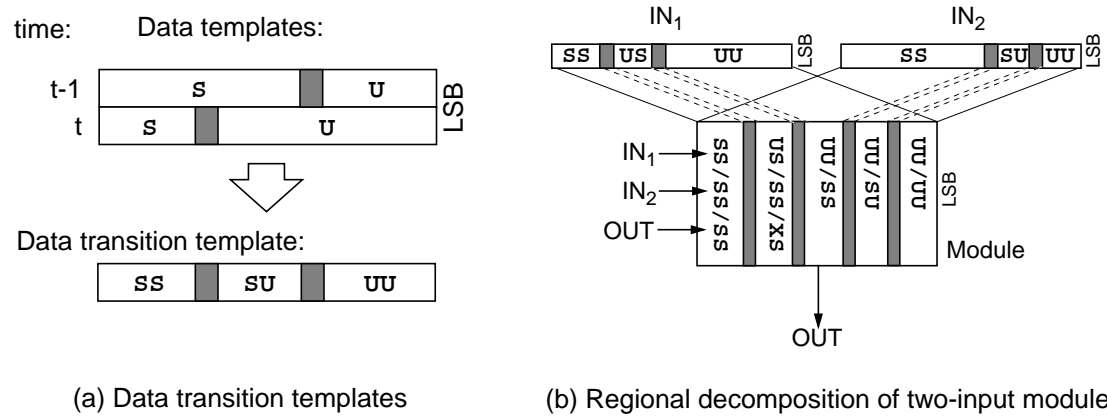 time:
Data templates:
t-1
S
U
t
S
U
LSB
Data transition template:
SS
SU
UU
(a) Data transition templates
IN1
IN2
SS
US
UU
LSB
SS
SU
UU
LSB
IN1
IN2
OUT
SS/SS/SS
US/SS/XS
UU/SS
UU/SU
UU/UU
LSB
Module
OUT
(b) Regional decomposition of two-input module